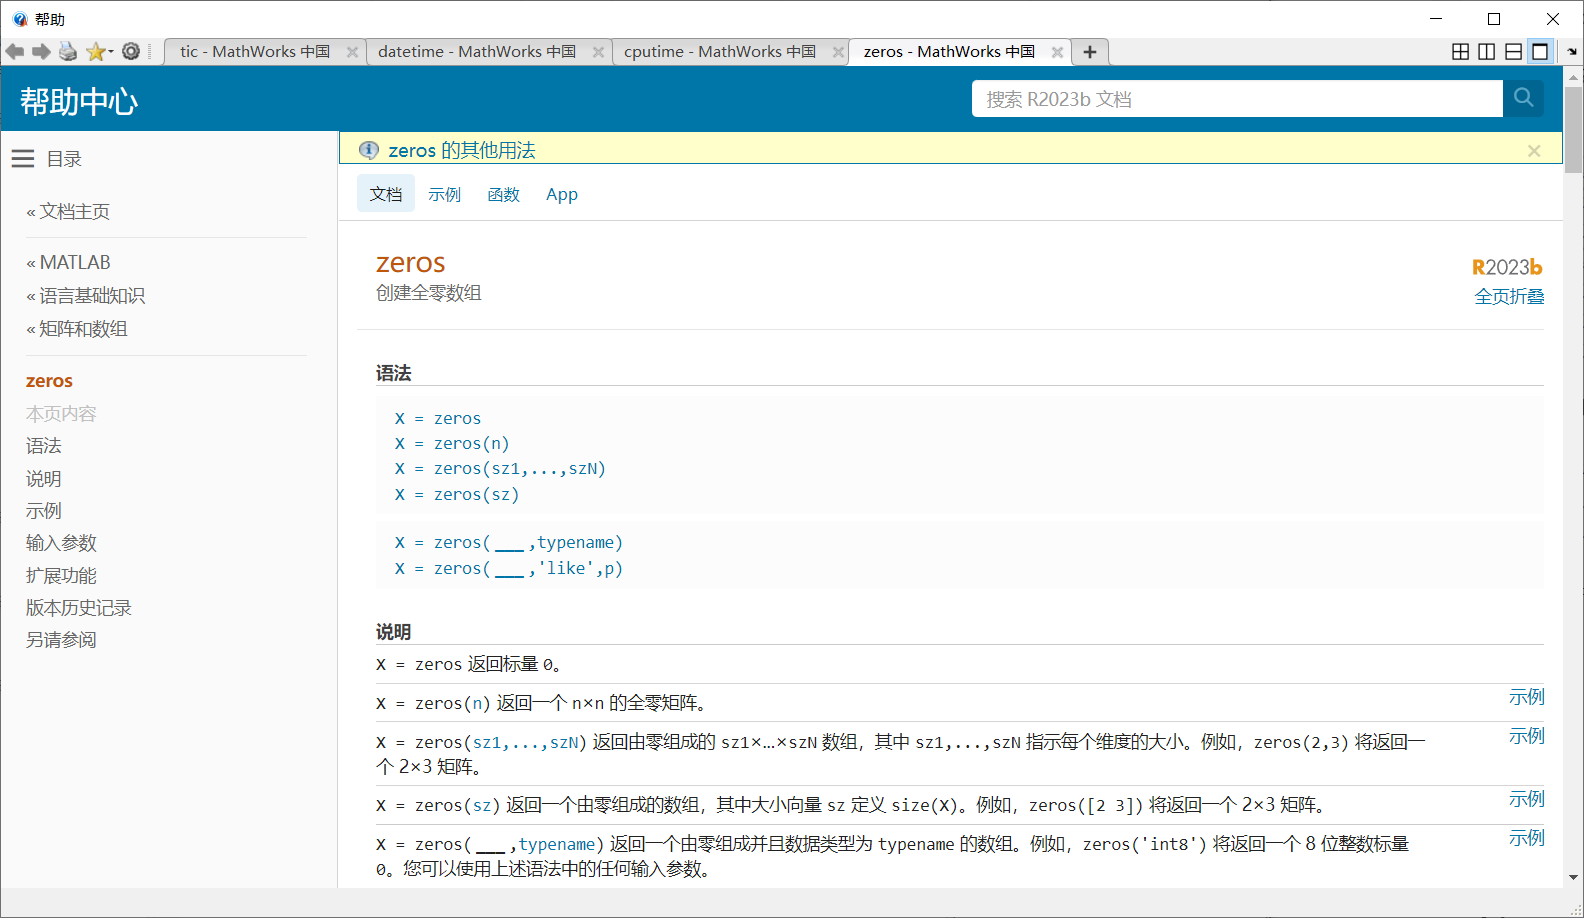 帮助
tic - MathWorks 中国
datetime - MathWorks 中国
cputime - MathWorks 中国
zeros - MathWorks 中国
帮助中心
搜索 R2023b 文档
目录
« 文档主页
« MATLAB
« 语言基础知识
« 矩阵和数组
zeros
本页内容
语法
说明
示例
输入参数
扩展功能
版本历史记录
另请参阅
zeros 的其他用法
文档 示例 函数 App
zeros
创建全零数组
R2023b
全页折叠
语法
X = zeros
X = zeros(n)
X = zeros(sz1,...,szN)
X = zeros(sz)
X = zeros(___,typename)
X = zeros(___,'like',p)
说明
X = zeros 返回标量 0。
X = zeros(n) 返回一个 n×n 的全零矩阵。
示例
X = zeros(sz1,...,szN) 返回由零组成的 sz1×...×szN 数组，其中 sz1,...,szN 指示每个维度的大小。例如，zeros(2,3) 将返回一
个 2×3 矩阵。
示例
X = zeros(sz) 返回一个由零组成的数组，其中大小向量 sz 定义 size(X)。例如，zeros([2 3]) 将返回一个 2×3 矩阵。
示例
X = zeros(___,typename) 返回一个由零组成并且数据类型为 typename 的数组。例如，zeros('int8') 将返回一个 8 位整数标量
0。您可以使用上述语法中的任何输入参数。
示例